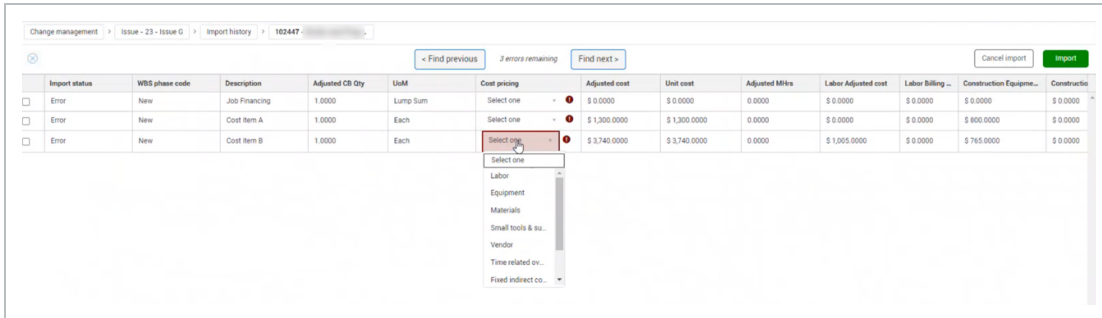 Change management > Issue - 23 - Issue G > Import history > 102447 -
< Find previous 3 errors remaining Find next > Cancel import Import
Import status WBS phase code Description Adjusted CB Qty UoM Cost pricing Adjusted cost Unit cost Adjusted MHrs Labor Adjusted cost Labor Billing ... Construction Equipme... Constructio
Error New Job Financing 1.0000 Lump Sum Select one $ 0.0000 $ 0.0000 0.0000 $ 0.0000 $ 0.0000 $ 0.0000 $ 0.0000
Error New Cost Item A 1.0000 Each Select one $ 1,300.0000 $ 1,300.0000 0.0000 $ 0.0000 $ 0.0000 $ 800.0000 $ 0.0000
Error New Cost Item B 1.0000 Each Select one $ 3,740.0000 $ 3,740.0000 0.0000 $ 1,005.0000 $ 0.0000 $ 765.0000 $ 0.0000
Select one
Labor
Equipment
Materials
Small tools & su...
Vendor
Time related ov...
Fixed indirect co...